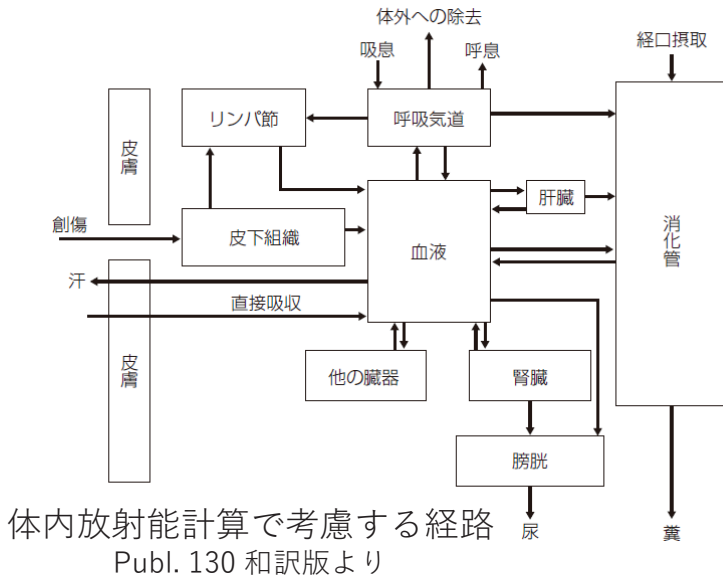 体外への除去
吸息
呼息
経口摂取
リンパ節
呼吸気道
皮膚
肝臓
創傷
皮下組織
血液
消化管
汗
直接吸収
皮膚
他の臓器
腎臓
膀胱
尿
糞
体内放射能計算で考慮する経路
Publ. 130 和訳版より